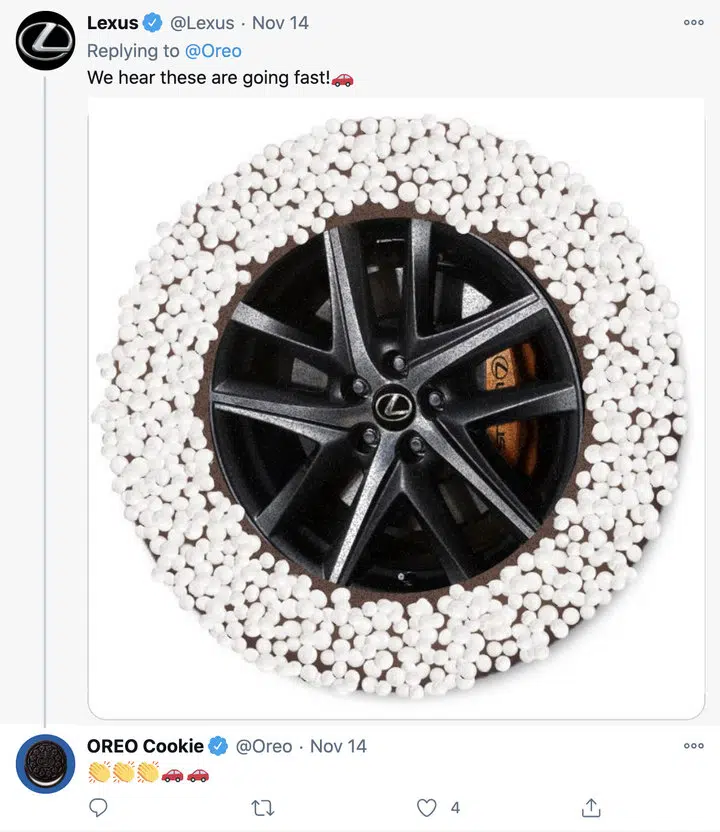 Lexus @Lexus · Nov 14
Replying to @Oreo
We hear these are going fast!🚗
OREO Cookie @Oreo · Nov 14
👏👏👏🚗🚗
4